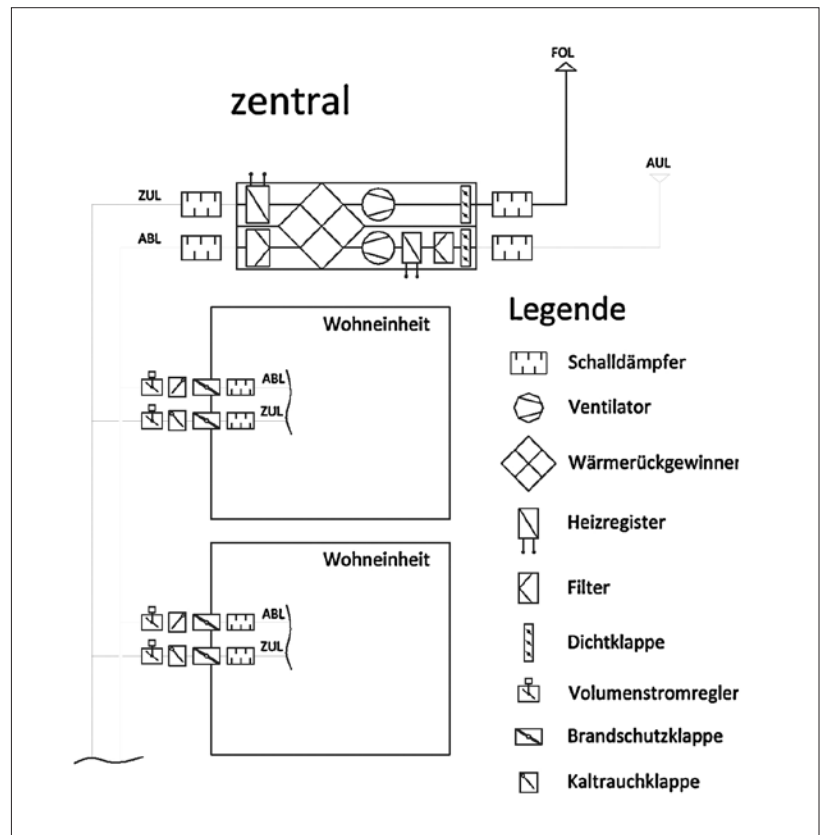 FOL
zentral
AUL
ZUL
ABL
Wohneinheit
ABL
ZUL
Wohneinheit
ABL
ZUL
Legende
Schalldämpfer
Ventilator
Wärmerückgewinner
Heizregister
Filter
Dichtklappe
Volumenstromregler
Brandschutzklappe
Kaltrauchklappe